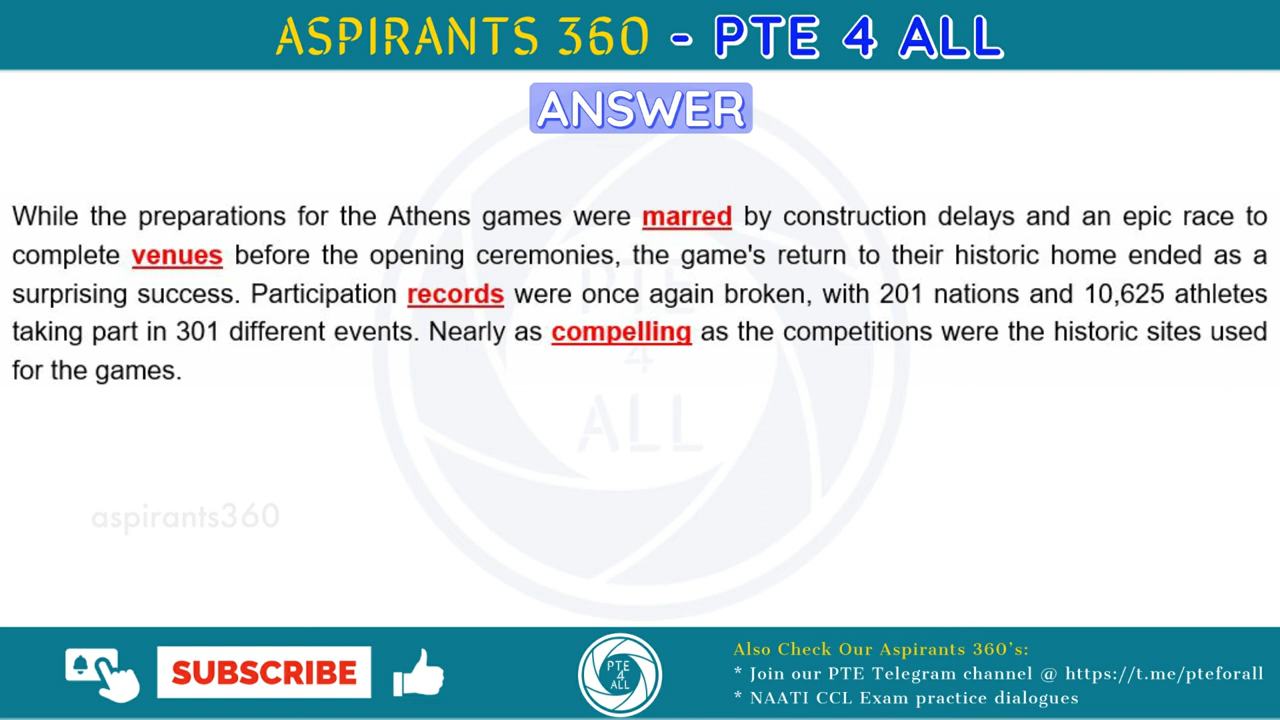 ASPIRANTS 360 - PTE 4 ALL
ANSWER
While the preparations for the Athens games were marred by construction delays and an epic race to
complete venues before the opening ceremonies, the game's return to their historic home ended as a
surprising success. Participation records were once again broken, with 201 nations and 10,625 athletes
taking part in 301 different events. Nearly as compelling as the competitions were the historic sites used
for the games.
PTE
4
ALL
aspirants360
SUBSCRIBE
PTE
4
ALL
Also Check Our Aspirants 360's:
* Join our PTE Telegram channel @ https://t.me/pteforall
* NAATI CCL Exam practice dialogues